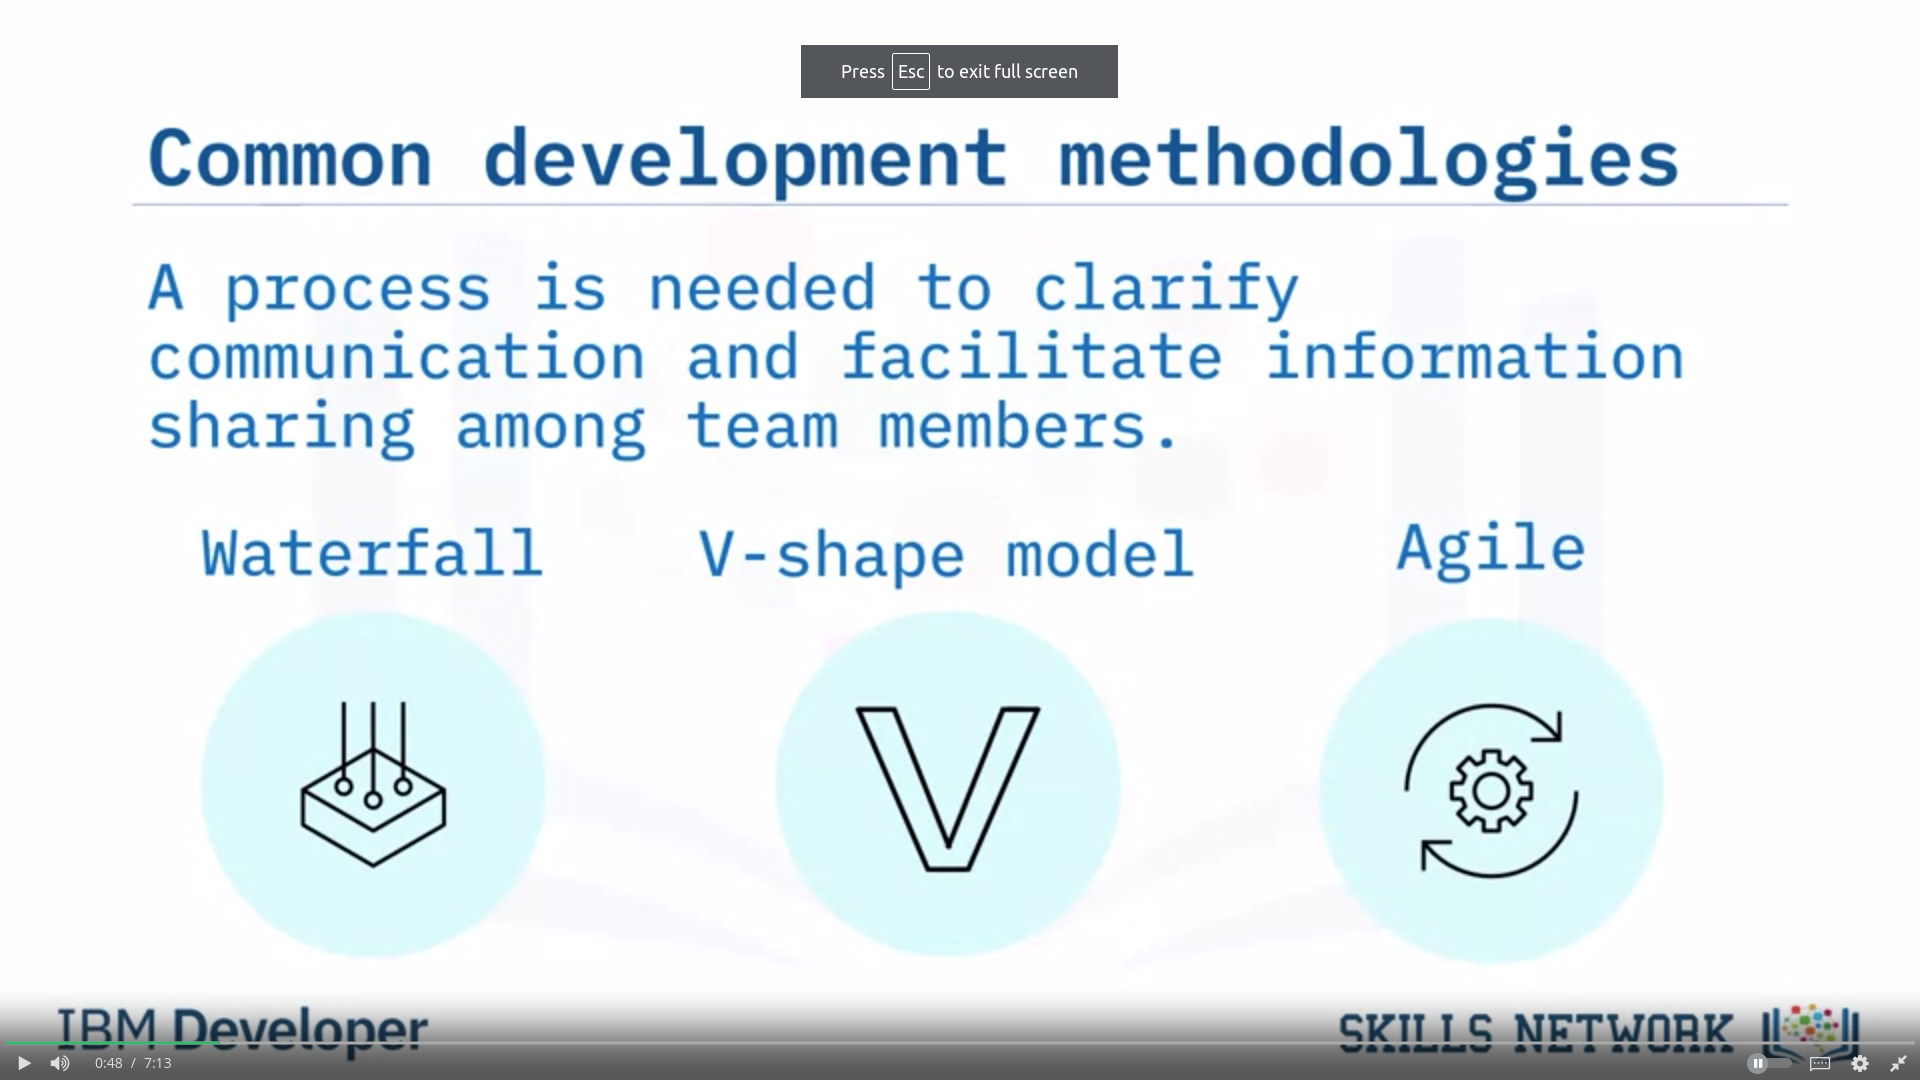 Press Esc to exit full screen
Common development methodologies
A process is needed to clarify
communication and facilitate information
sharing among team members.
Waterfall
V-shape model
Agile
V
IBM Developer
SKILLS NETWORK
0:48 / 7:13